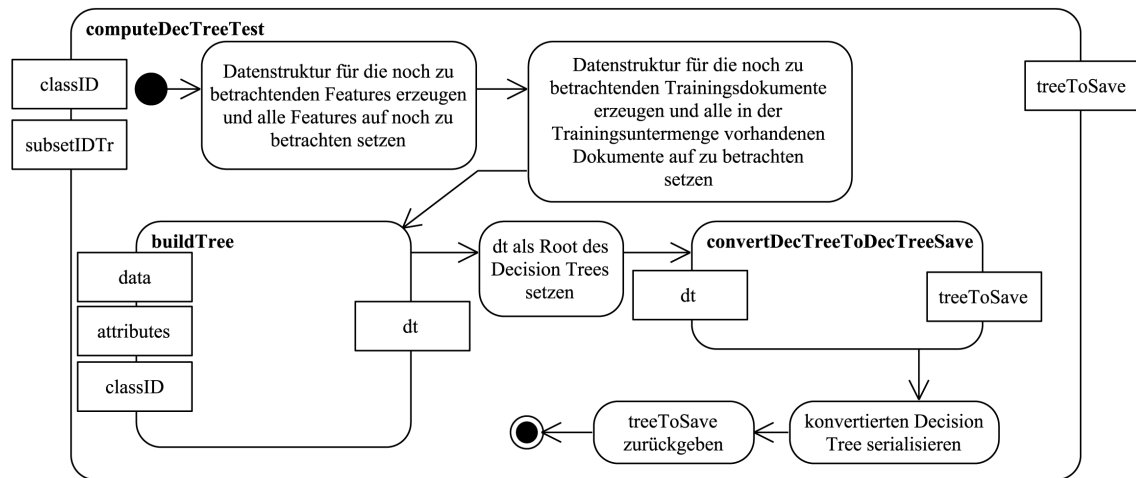 computeDecTreeTest
classID
subsetIDTr
Datenstruktur für die noch zu
betrachtenden Features erzeugen
und alle Features auf noch zu
betrachten setzen
Datenstruktur für die noch zu
betrachtenden Trainingsdokumente
erzeugen und alle in der
Trainingsuntermenge vorhandenen
Dokumente auf zu betrachten
setzen
treeToSave
buildTree
data
attributes
classID
dt
dt als Root des
Decision Trees
setzen
convertDecTreeToDecTreeSave
dt
treeToSave
konvertierten Decision
Tree serialisieren
treeToSave
zurückgeben